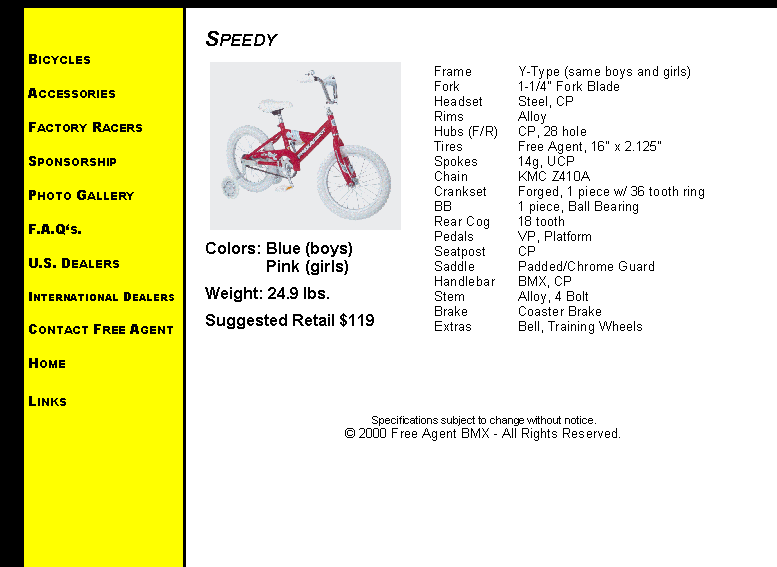 BICYCLES
ACCESSORIES
FACTORY RACERS
SPONSORSHIP
PHOTO GALLERY
F.A.Q's.
U.S. DEALERS
INTERNATIONAL DEALERS
CONTACT FREE AGENT
HOME
LINKS
SPEEDY
Colors: Blue (boys)
Pink (girls)
Weight: 24.9 lbs.
Suggested Retail $119
Frame Y-Type (same boys and girls)
Fork 1-1/4" Fork Blade
Headset Steel, CP
Rims Alloy
Hubs (F/R) CP, 28 hole
Tires Free Agent, 16" x 2.125"
Spokes 14g, UCP
Chain KMC Z410A
Crankset Forged, 1 piece w/ 36 tooth ring
BB 1 piece, Ball Bearing
Rear Cog 18 tooth
Pedals VP, Platform
Seatpost CP
Saddle Padded/Chrome Guard
Handlebar BMX, CP
Stem Alloy, 4 Bolt
Brake Coaster Brake
Extras Bell, Training Wheels
Specifications subject to change without notice.
© 2000 Free Agent BMX - All Rights Reserved.